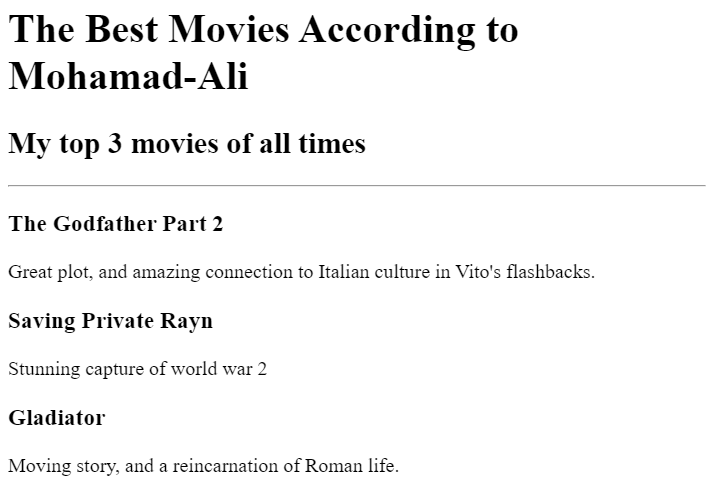 The Best Movies According to
Mohamad-Ali
My top 3 movies of all times
The Godfather Part 2
Great plot, and amazing connection to Italian culture in Vito's flashbacks.
Saving Private Rayn
Stunning capture of world war 2
Gladiator
Moving story, and a reincarnation of Roman life.